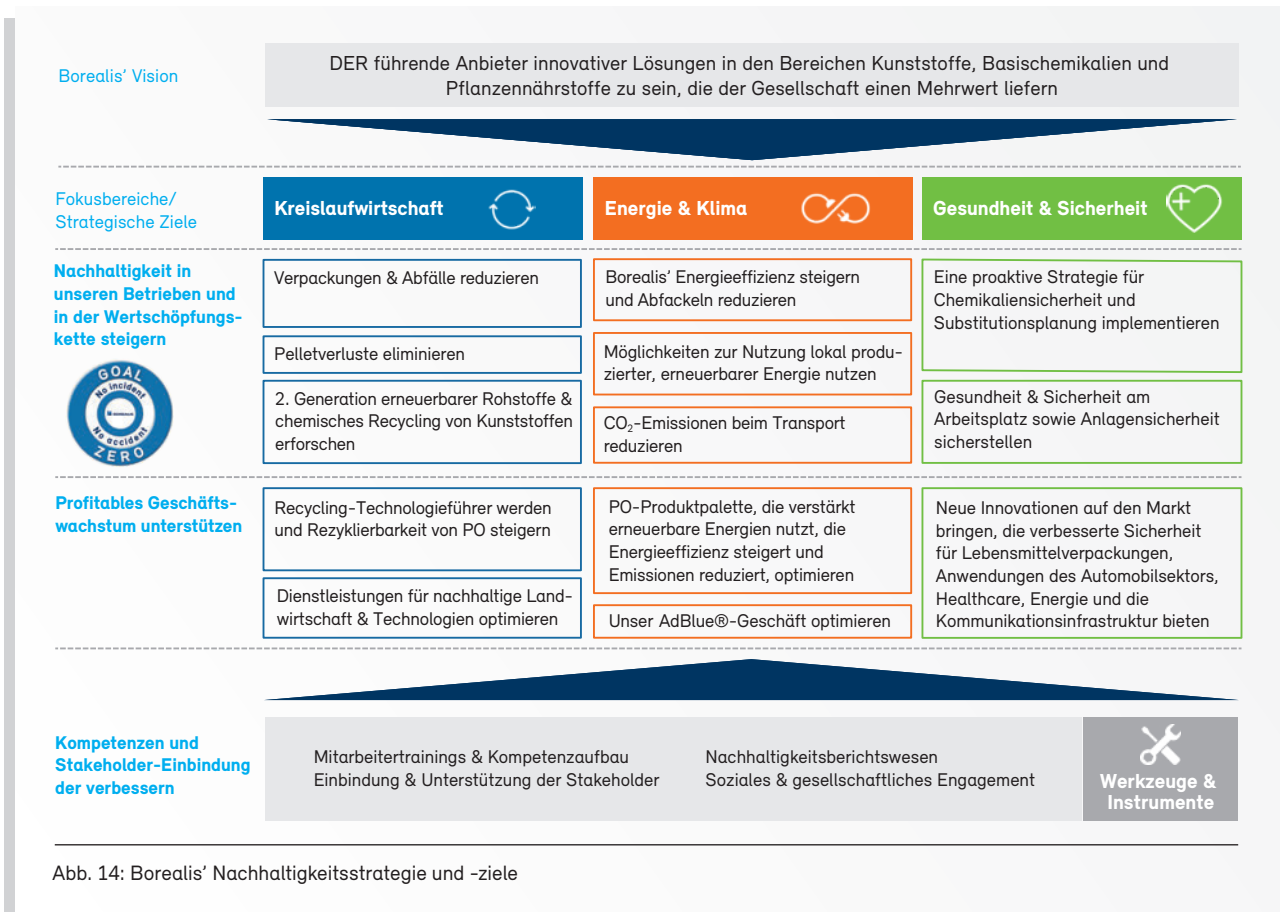 Borealis' Vision
DER führende Anbieter innovativer Lösungen in den Bereichen Kunststoffe, Basischemikalien und
Pflanzennährstoffe zu sein, die der Gesellschaft einen Mehrwert liefern
Fokusbereiche/
Strategische Ziele
Kreislaufwirtschaft
Energie & Klima
Gesundheit & Sicherheit
Nachhaltigkeit in
unseren Betrieben und
in der Wertschöpfungs-
kette steigern
GOAL
No incident
BOREALIS
No accident
ZERO
Verpackungen & Abfälle reduzieren
Pelletverluste eliminieren
2. Generation erneuerbarer Rohstoffe &
chemisches Recycling von Kunststoffen
erforschen
Borealis' Energieeffizienz steigern
und Abfackeln reduzieren
Möglichkeiten zur Nutzung lokal produ-
zierter, erneuerbarer Energie nutzen
CO₂-Emissionen beim Transport
reduzieren
Eine proaktive Strategie für
Chemikaliensicherheit und
Substitutionsplanung implementieren
Gesundheit & Sicherheit am
Arbeitsplatz sowie Anlagensicherheit
sicherstellen
Profitables Geschäfts-
wachstum unterstützen
Recycling-Technologieführer werden
und Rezyklierbarkeit von PO steigern
Dienstleistungen für nachhaltige Land-
wirtschaft & Technologien optimieren
PO-Produktpalette, die verstärkt
erneuerbare Energien nutzt, die
Energieeffizienz steigert und
Emissionen reduziert, optimieren
Unser AdBlue®-Geschäft optimieren
Neue Innovationen auf den Markt
bringen, die verbesserte Sicherheit
für Lebensmittelverpackungen,
Anwendungen des Automobilsektors,
Healthcare, Energie und die
Kommunikationsinfrastruktur bieten
Kompetenzen und
Stakeholder-Einbindung
der verbessern
Mitarbeitertrainings & Kompetenzaufbau
Einbindung & Unterstützung der Stakeholder
Nachhaltigkeitsberichtswesen
Soziales & gesellschaftliches Engagement
Werkzeuge &
Instrumente
Abb. 14: Borealis' Nachhaltigkeitsstrategie und -ziele